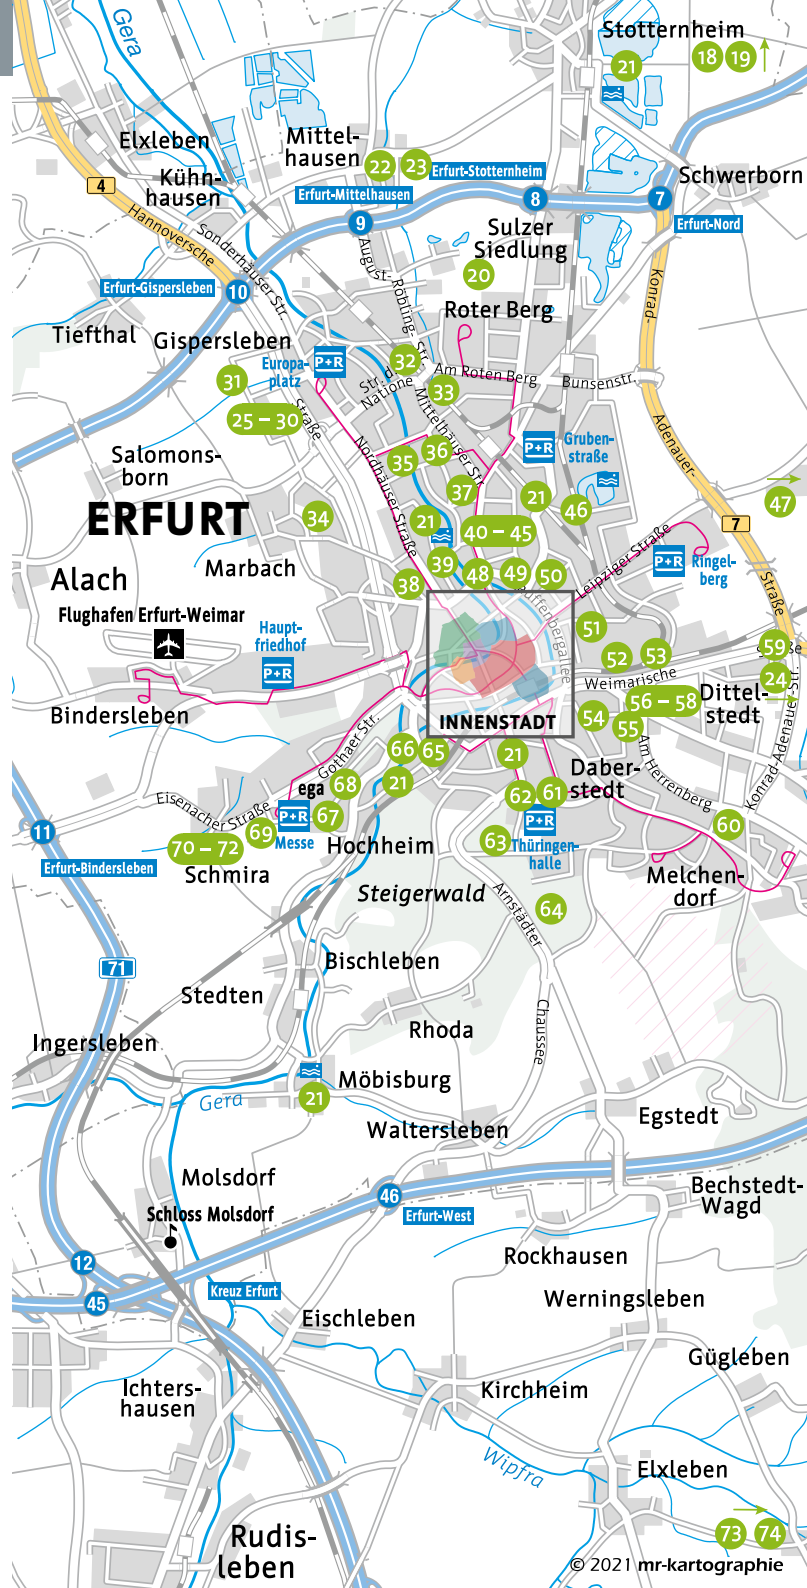 Gera
Stotternheim
21
18
19
Elxleben
Mittel-
hausen
22
23
Erfurt-Stotternheim
Kühn-
hausen
4
Erfurt-Mittelhausen
8
7
Schwerborn
Hannoversche
Sonderhäuser Str.
9
Erfurt-Nord
Sulzer
Siedlung
20
August-Röbling-Str.
Konrad-
Erfurt-Gispersleben
10
Roter Berg
Tiefthal
Gispersleben
Europa-
platz
P+R
32
Str. d.
Natione
Am Roten Berg
Bunsenstr.
31
33
25 – 30
Straße
Mittelhäuser Str.
Adenauer-
Salomons-
born
Nordhäuser Straße
35
36
P+R
Gruben-
straße
37
21
46
47
ERFURT
34
21
40 – 45
7
Leipziger Straße
Marbach
39
48
49
50
P+R
Ringel-
berg
Alach
38
Straße
Flughafen Erfurt-Weimar
auffenbergallee
51
Haupt-
friedhof
P+R
52
53
59
ße
Weimarische
24
Bindersleben
INNENSTADT
56 – 58
Dittel-
stedt
54
55
Gothaer Str.
66
65
21
Am Herrenberg
Konrad-Adenauer-Str.
ega
68
21
Daber-
stedt
Eisenacher Straße
62
61
11
69
P+R
Messe
67
P+R
60
70 – 72
Hochheim
63
Thüringen-
halle
Erfurt-Bindersleben
Schmira
Melchen-
dorf
Steigerwald
Arnstädter
64
71
Bischleben
Stedten
Chaussee
Rhoda
Ingersleben
Möbisburg
Gera
21
Egstedt
Waltersleben
Molsdorf
46
Bechstedt-
Wagd
Schloss Molsdorf
Erfurt-West
Rockhausen
12
45
Kreuz Erfurt
Werningsleben
Eischleben
Gügleben
Ichters-
hausen
Kirchheim
Wipfra
Elxleben
Rudis-
leben
73
74
© 2021 mr-kartographie